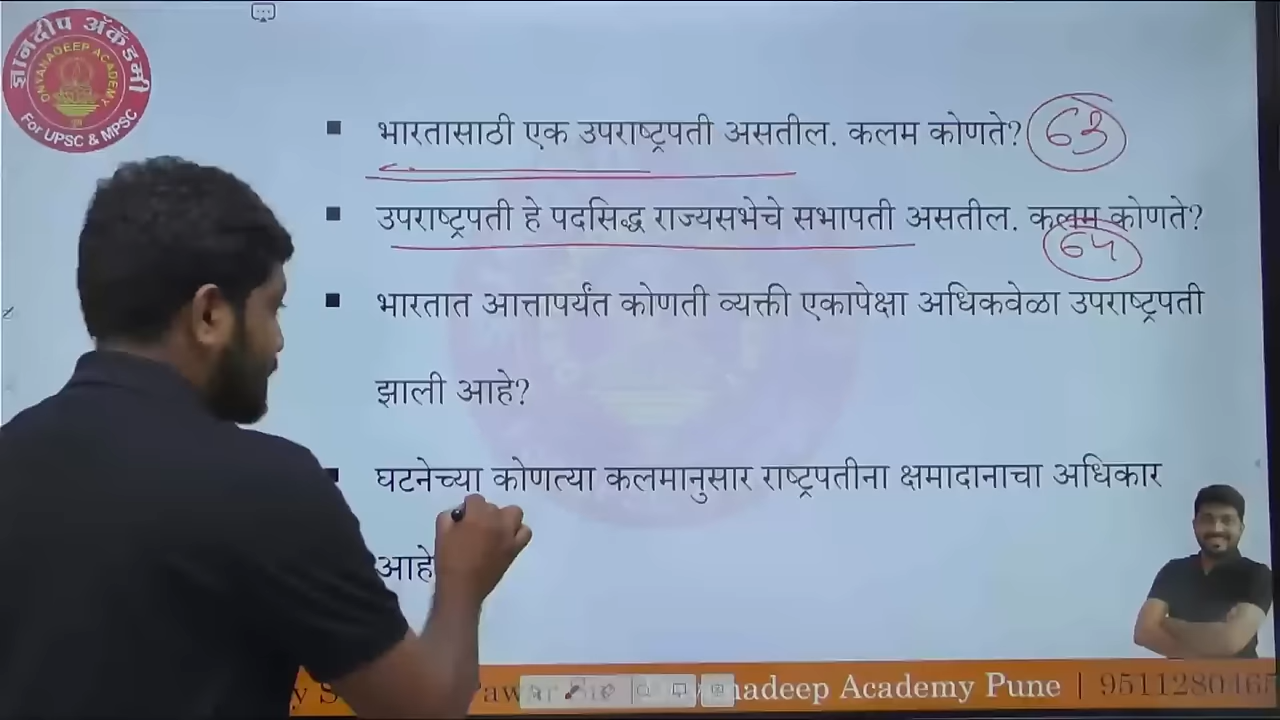 ज्ञानदीप अॅकॅडमी
DNYANADEEP ACADEMY
For UPSC & MPSC
भारतासाठी एक उपराष्ट्रपती असतील. कलम कोणते? 63
उपराष्ट्रपती हे पदसिद्ध राज्यसभेचे सभापती असतील. कलम कोणते?
64
भारतात आत्तापर्यंत कोणती व्यक्ती एकापेक्षा अधिकवेळा उपराष्ट्रपती
झाली आहे?
घटनेच्या कोणत्या कलमानुसार राष्ट्रपतीना क्षमादानाचा अधिकार
आहे
nadeep Academy Pune | 951128046